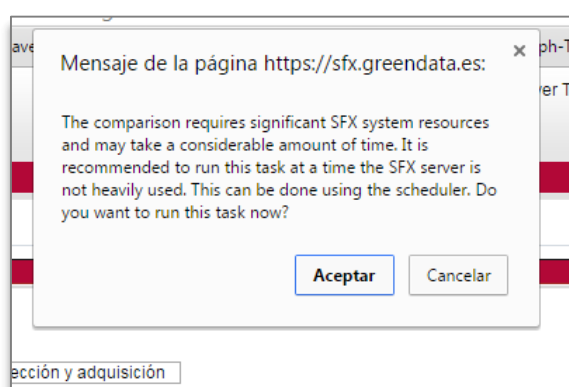 ave
ph-T
Mensaje de la página https://sfx.greendata.es:
×
ver T
The comparison requires significant SFX system resources
and may take a considerable amount of time. It is
recommended to run this task at a time the SFX server is
not heavily used. This can be done using the scheduler. Do
you want to run this task now?
Aceptar
Cancelar
ección y adquisición